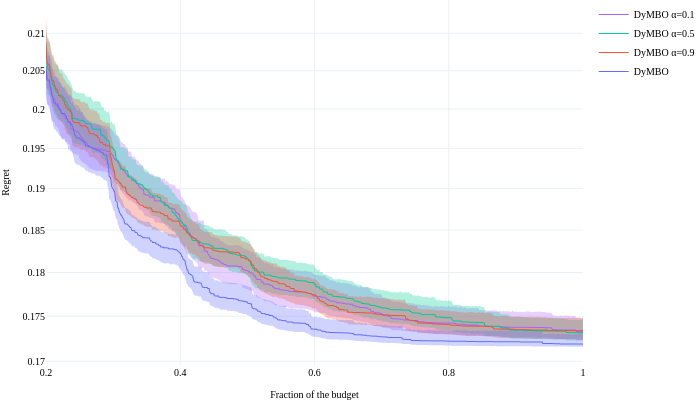 DyMBO α=0.1
DyMBO α=0.5
DyMBO α=0.9
DyMBO
0.21
0.205
0.2
0.195
0.19
0.185
0.18
0.175
0.17
Regret
0.2 0.4 0.6 0.8 1
Fraction of the budget